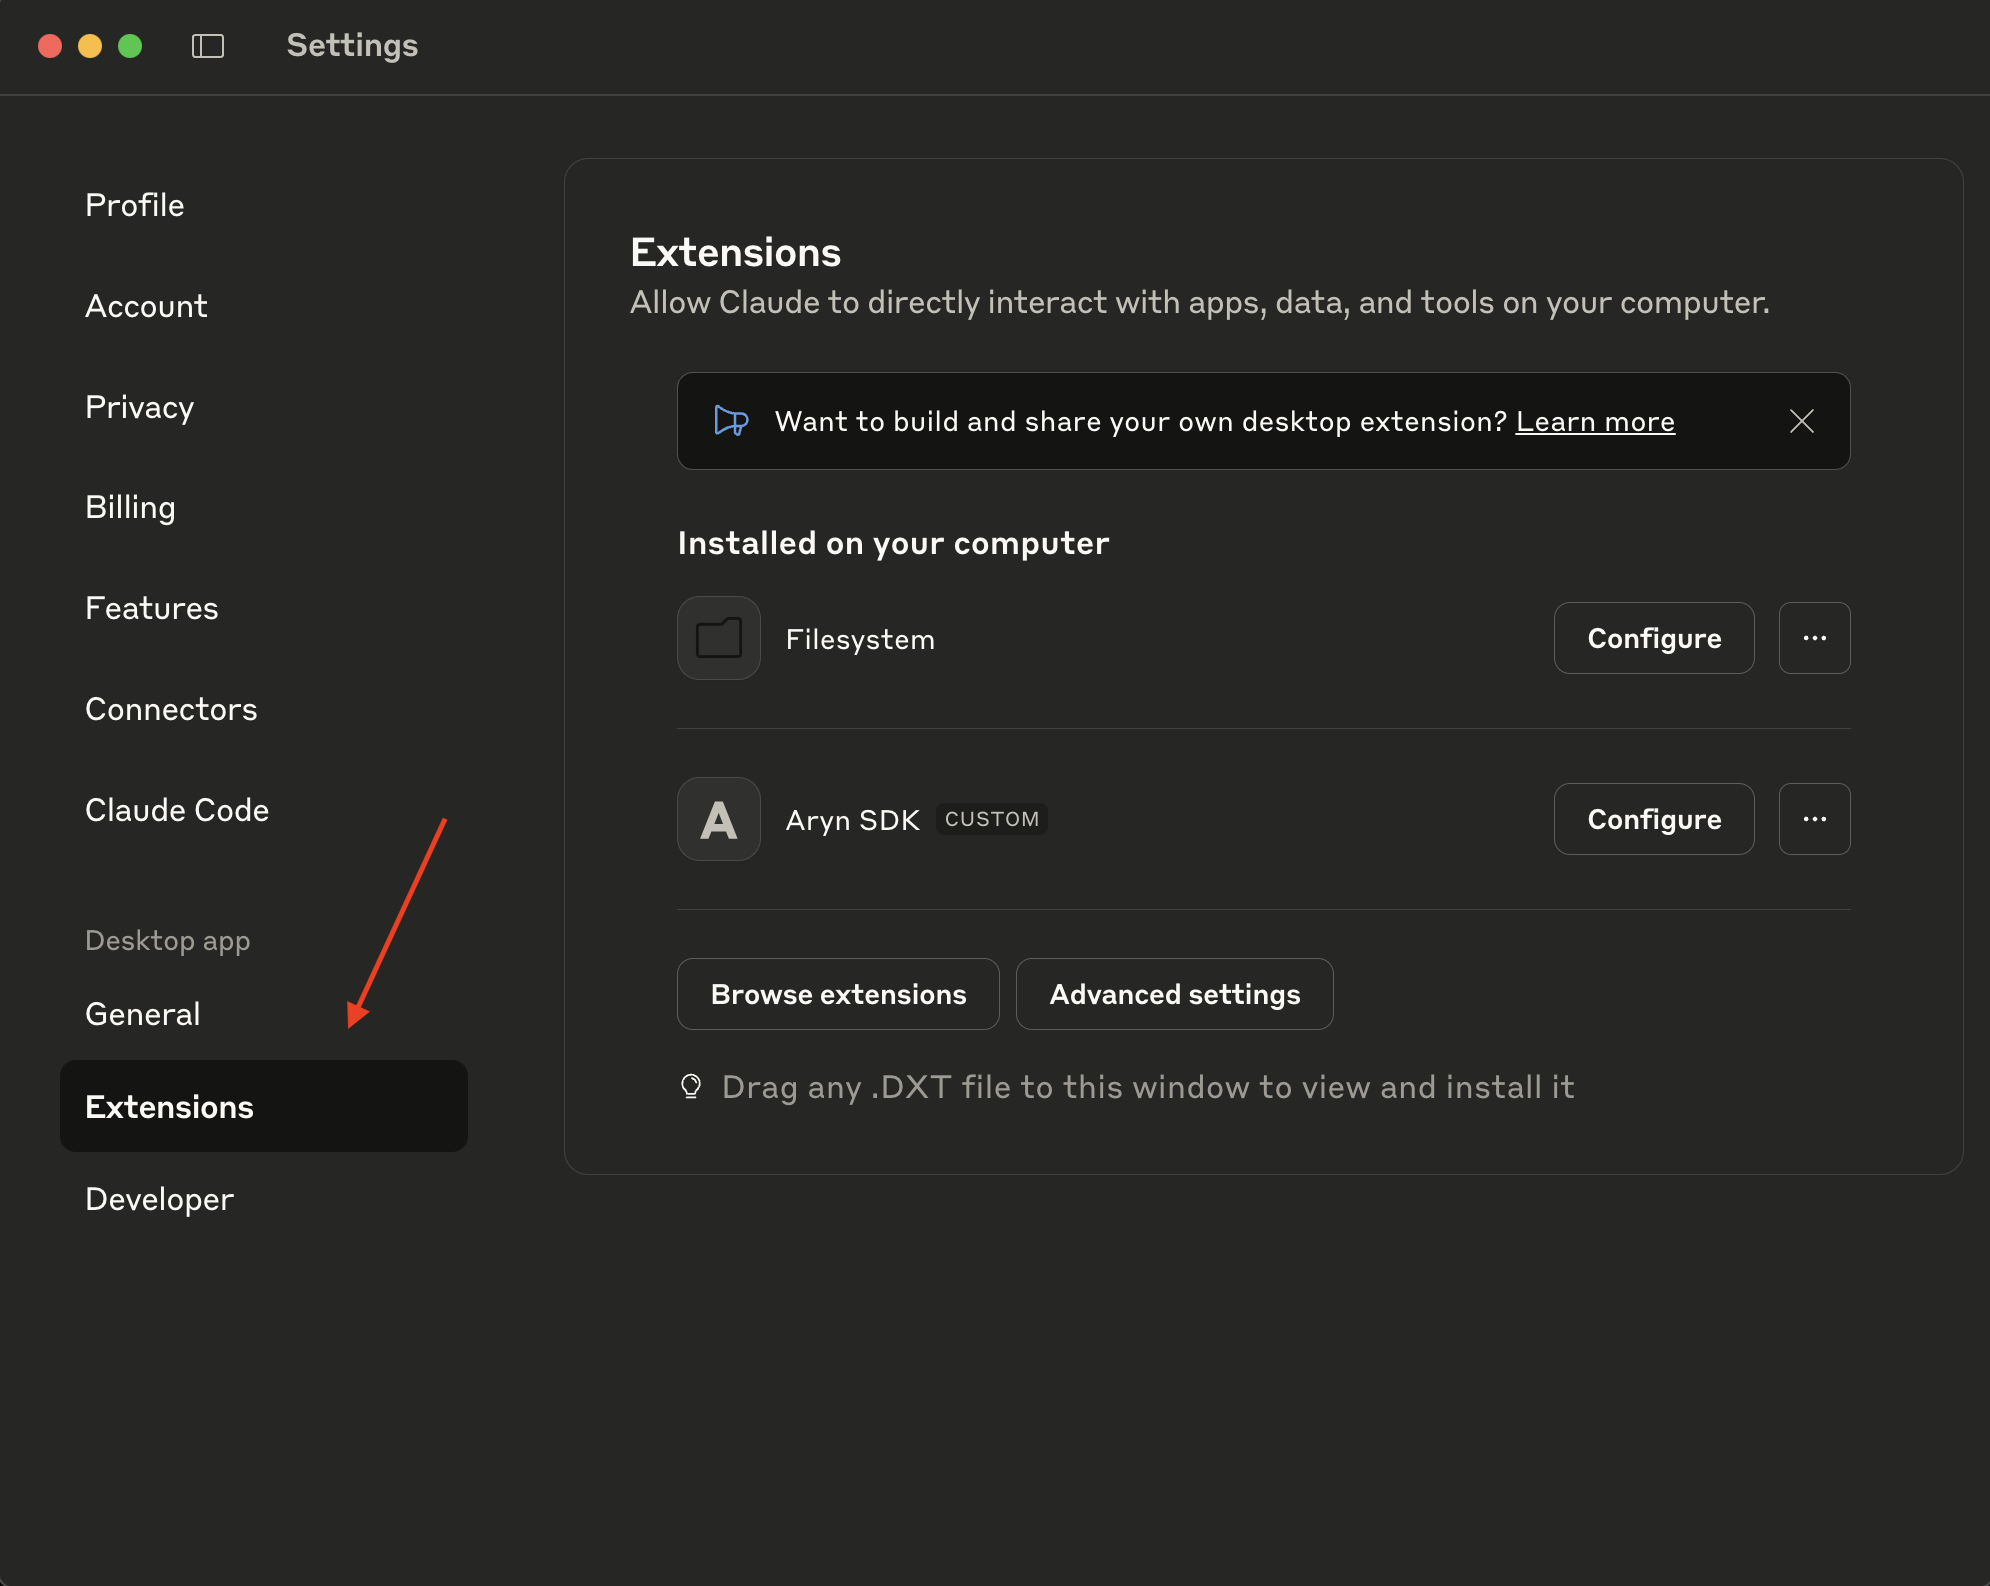 Settings
Profile
Account
Privacy
Billing
Features
Connectors
Claude Code
Desktop app
General
Extensions
Developer
Extensions
Allow Claude to directly interact with apps, data, and tools on your computer.
Want to build and share your own desktop extension? Learn more
Installed on your computer
Filesystem
Configure
A
Aryn SDK CUSTOM
Configure
Browse extensions
Advanced settings
Drag any .DXT file to this window to view and install it